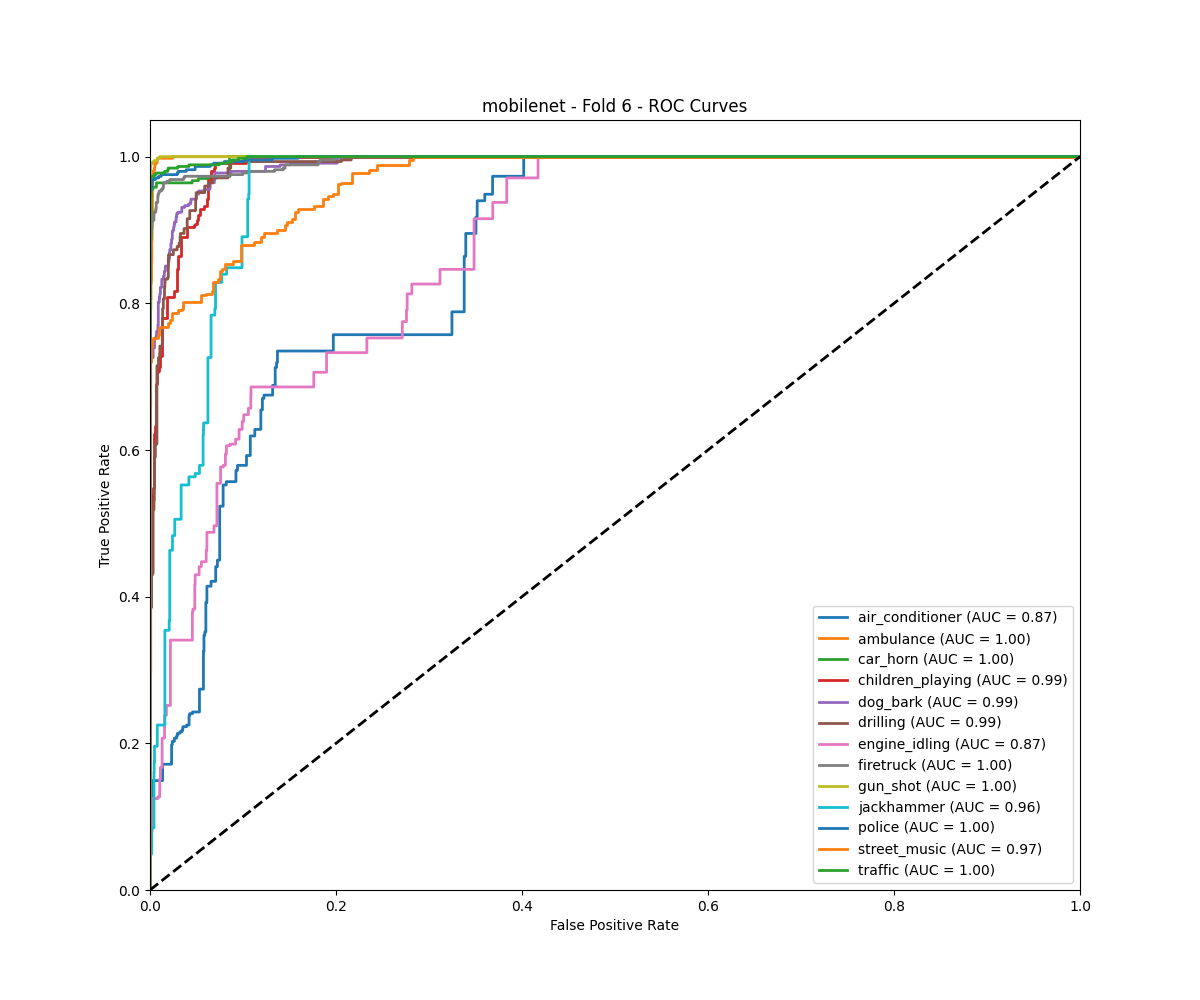 mobilenet - Fold 6 - ROC Curves
1.0
0.8
0.6
0.4
0.2
0.0
True Positive Rate
air_conditioner (AUC = 0.87)
ambulance (AUC = 1.00)
car_horn (AUC = 1.00)
children_playing (AUC = 0.99)
dog_bark (AUC = 0.99)
drilling (AUC = 0.99)
engine_idling (AUC = 0.87)
firetruck (AUC = 1.00)
gun_shot (AUC = 1.00)
jackhammer (AUC = 0.96)
police (AUC = 1.00)
street_music (AUC = 0.97)
traffic (AUC = 1.00)
0.0 0.2 0.4 0.6 0.8 1.0
False Positive Rate